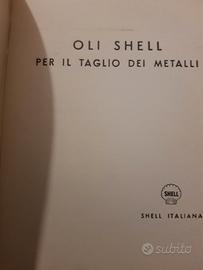 OLI SHELL
PER IL TAGLIO DEI METALLI
SHELL
SHELL ITALIANA
subito